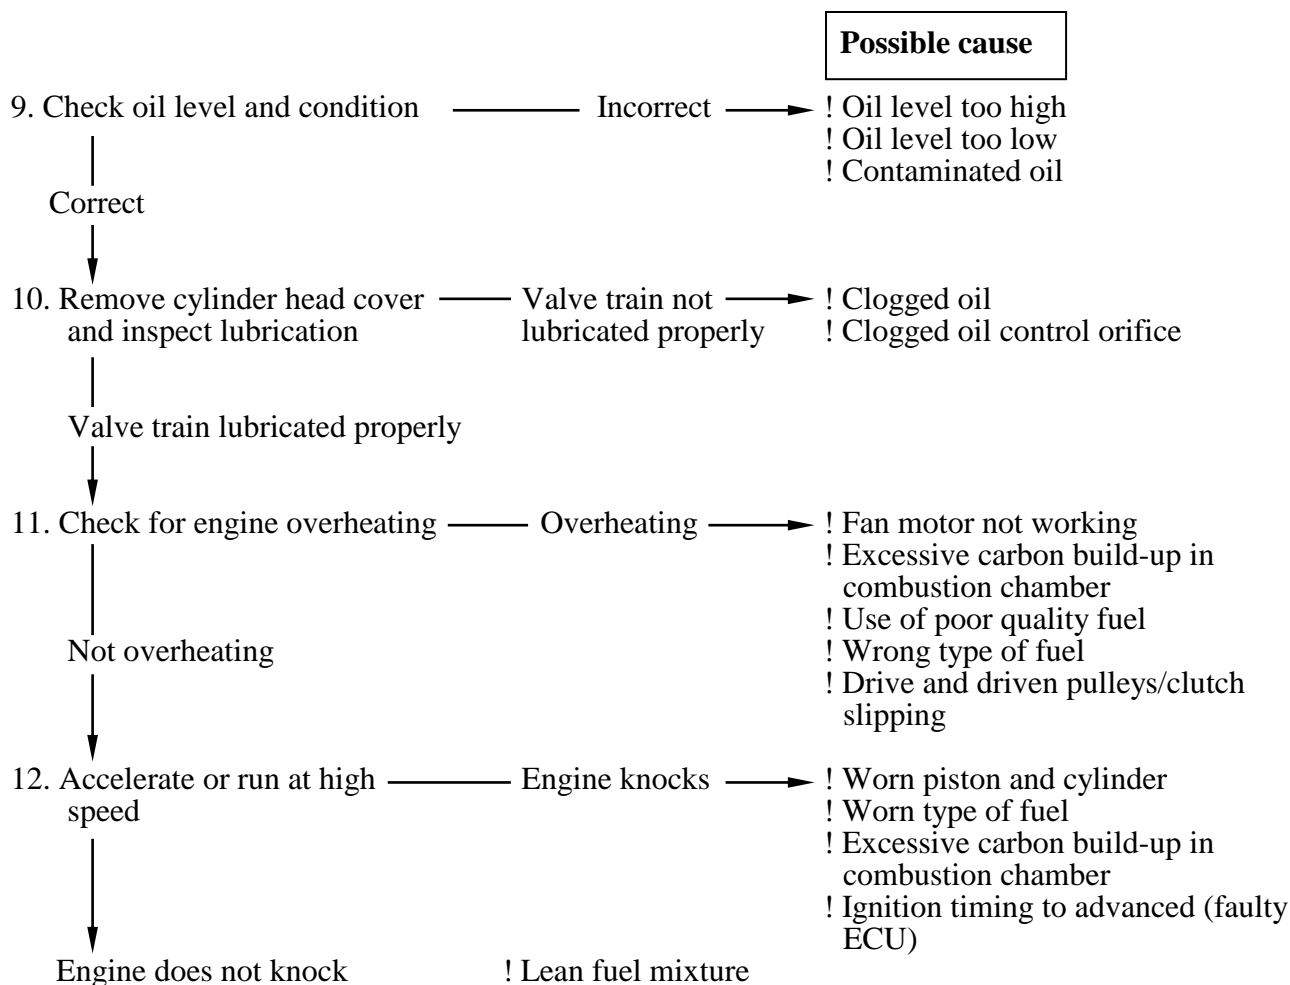 Possible cause
9. Check oil level and condition Incorrect ! Oil level too high
! Oil level too low
! Contaminated oil
Correct
10. Remove cylinder head cover Valve train not ! Clogged oil
and inspect lubrication lubricated properly ! Clogged oil control orifice
Valve train lubricated properly
11. Check for engine overheating Overheating ! Fan motor not working
! Excessive carbon build-up in
combustion chamber
! Use of poor quality fuel
Not overheating ! Wrong type of fuel
! Drive and driven pulleys/clutch
slipping
12. Accelerate or run at high Engine knocks ! Worn piston and cylinder
speed ! Worn type of fuel
! Excessive carbon build-up in
combustion chamber
! Ignition timing to advanced (faulty
ECU)
Engine does not knock ! Lean fuel mixture